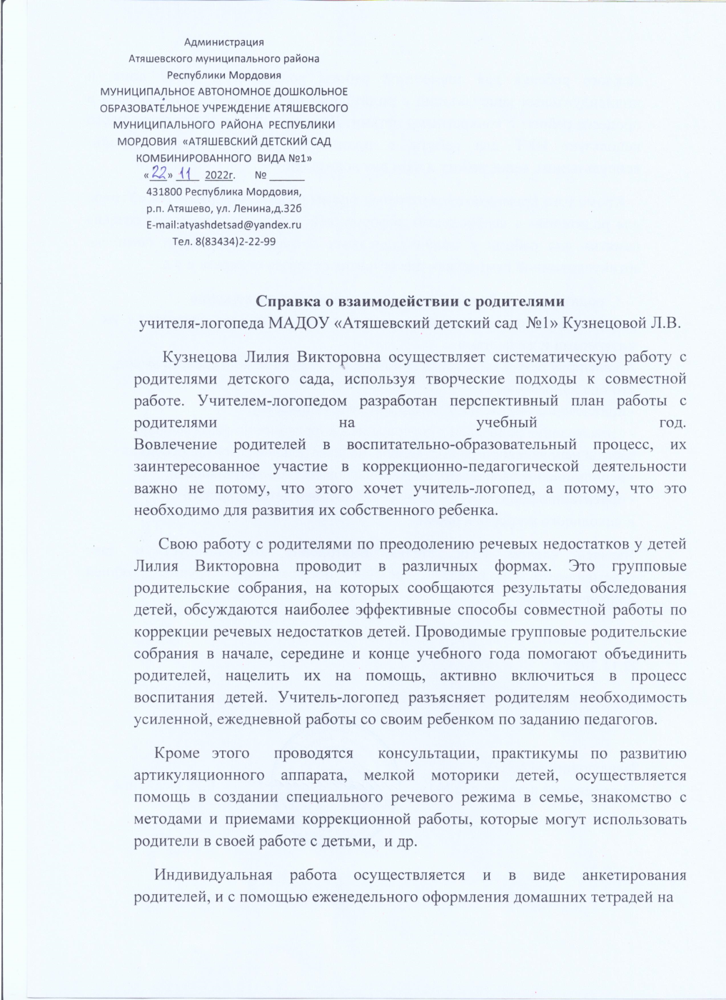 Администрация
Атяшевского муниципального района
Республики Мордовия
МУНИЦИПАЛЬНОЕ АВТОНОМНОЕ ДОШКОЛЬНОЕ
ОБРАЗОВАТЕЛЬНОЕ УЧРЕЖДЕНИЕ АТЯШЕВСКОГО
МУНИЦИПАЛЬНОГО РАЙОНА РЕСПУБЛИКИ
МОРДОВИЯ «АТЯШЕВСКИЙ ДЕТСКИЙ САД
КОМБИНИРОВАННОГО ВИДА №1»
«22» 11 2022г. № ______
431800 Республика Мордовия,
р.п. Атяшево, ул. Ленина,д.32б
E-mail:atyashdetsad@yandex.ru
Тел. 8(83434)2-22-99
Справка о взаимодействии с родителями
учителя-логопеда МАДОУ «Атяшевский детский сад №1» Кузнецовой Л.В.
Кузнецова Лилия Викторовна осуществляет систематическую работу с
родителями детского сада, используя творческие подходы к совместной
работе. Учителем-логопедом разработан перспективный план работы с
родителями на учебный год.
Вовлечение родителей в воспитательно-образовательный процесс, их
заинтересованное участие в коррекционно-педагогической деятельности
важно не потому, что этого хочет учитель-логопед, а потому, что это
необходимо для развития их собственного ребенка.
Свою работу с родителями по преодолению речевых недостатков у детей
Лилия Викторовна проводит в различных формах. Это групповые
родительские собрания, на которых сообщаются результаты обследования
детей, обсуждаются наиболее эффективные способы совместной работы по
коррекции речевых недостатков детей. Проводимые групповые родительские
собрания в начале, середине и конце учебного года помогают объединить
родителей, нацелить их на помощь, активно включиться в процесс
воспитания детей. Учитель-логопед разъясняет родителям необходимость
усиленной, ежедневной работы со своим ребенком по заданию педагогов.
Кроме этого проводятся консультации, практикумы по развитию
артикуляционного аппарата, мелкой моторики детей, осуществляется
помощь в создании специального речевого режима в семье, знакомство с
методами и приемами коррекционной работы, которые могут использовать
родители в своей работе с детьми, и др.
Индивидуальная работа осуществляется и в виде анкетирования
родителей, и с помощью еженедельного оформления домашних тетрадей на